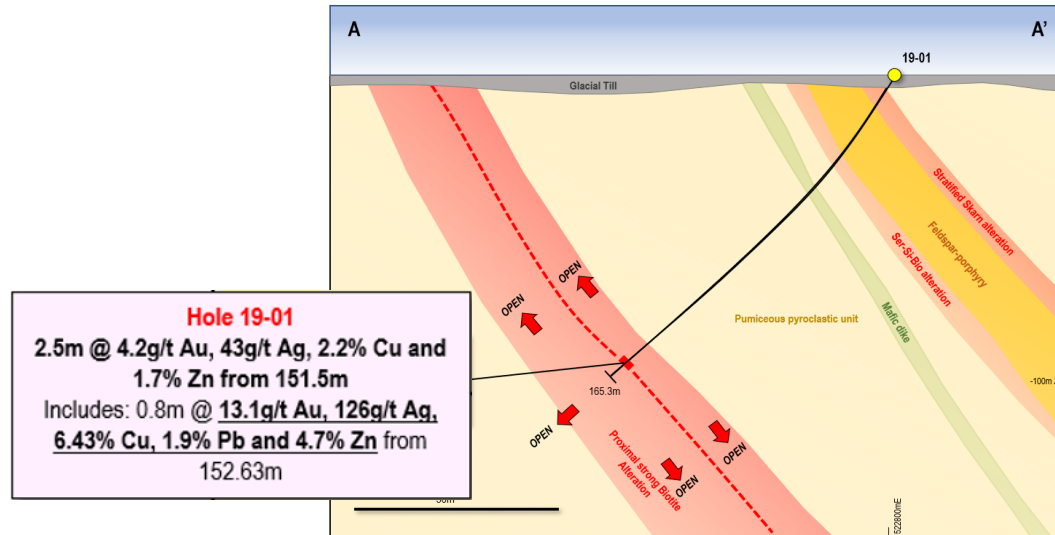 A
A'
19-01
Glacial Till
Stratified Skarn alteration
Feldspar-porphyry
Ser-Si-Bio alteration
Mafic dike
Pumiceous pyroclastic unit
OPEN
OPEN
Hole 19-01
2.5m @ 4.2g/t Au, 43g/t Ag, 2.2% Cu and
1.7% Zn from 151.5m
Includes: 0.8m @ 13.1g/t Au, 126g/t Ag,
6.43% Cu, 1.9% Pb and 4.7% Zn from
152.63m
165.3m
-100m
OPEN
OPEN
OPEN
Proximal strong Biotite
Alteration
522800mE